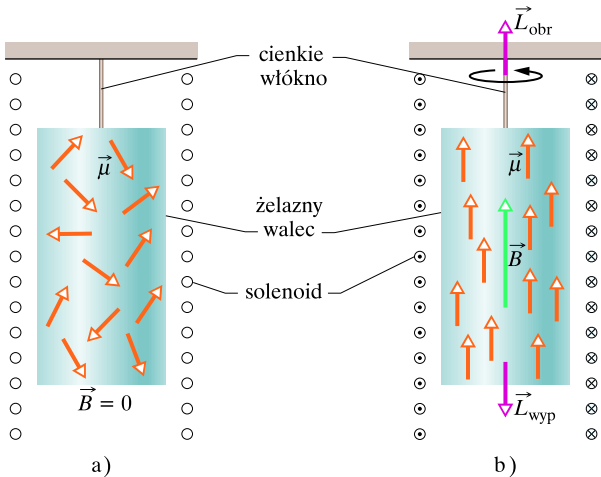 cienkie
włókno
żelazny
walec
solenoid
μ⃗
B⃗ = 0
a)
L⃗obr
μ⃗
B⃗
L⃗wyp
b)